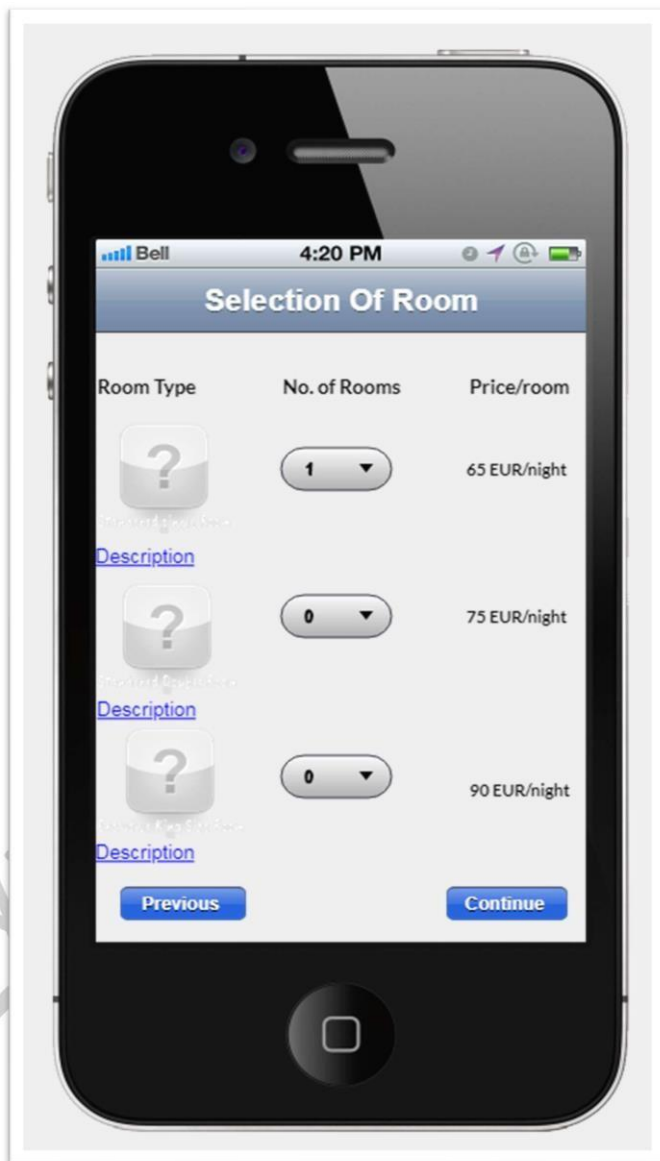 Bell 4:20 PM
Selection Of Room
Room Type No. of Rooms Price/room
? 1 65 EUR/night
Description
? 0 75 EUR/night
Description
? 0 90 EUR/night
Description
Previous Continue